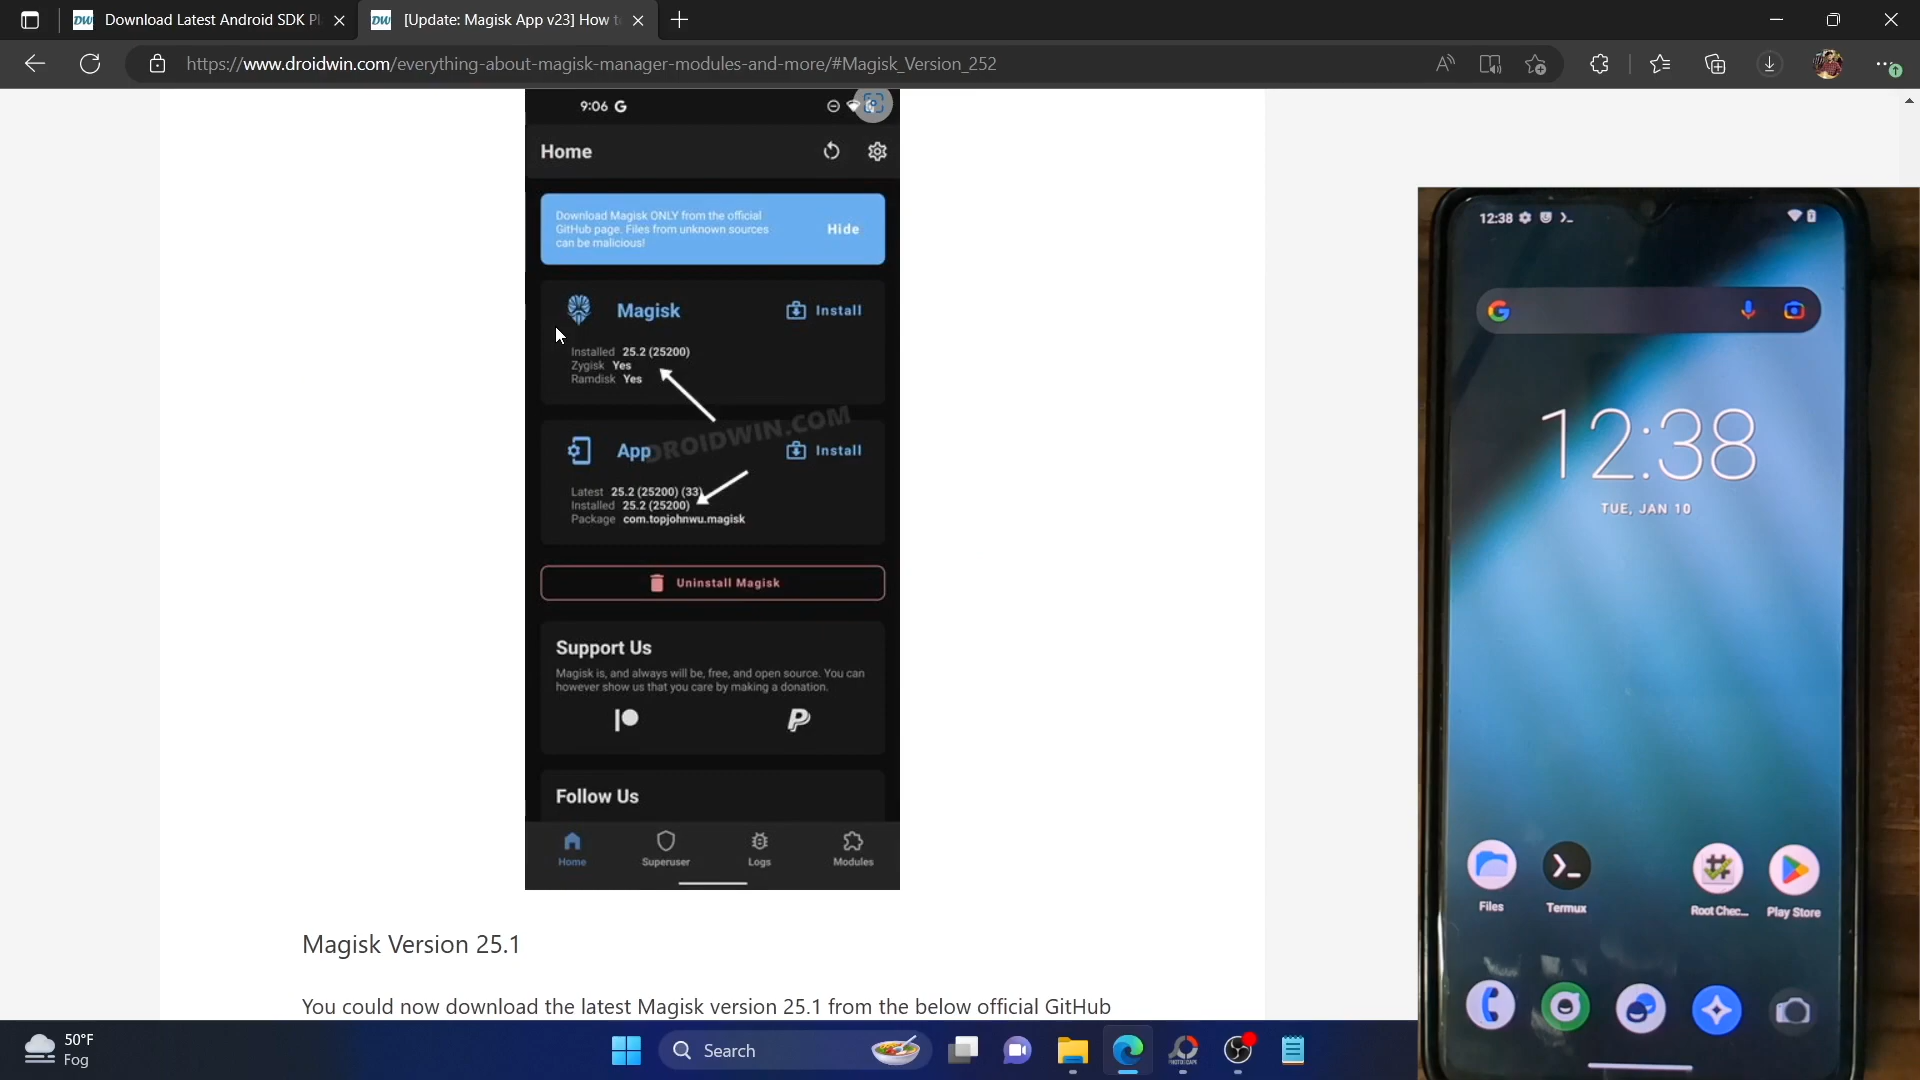 Download Latest Android SDK Pl
[Update: Magisk App v23] How to
https://www.droidwin.com/everything-about-magisk-manager-modules-and-more/#Magisk_Version_252
9:06 G
Home
Download Magisk ONLY from the official
GitHub page. Files from unknown sources
can be malicious!
Hide
Magisk
Install
Installed 25.2 (25200)
Zygisk Yes
Ramdisk Yes
DROIDWIN.COM
App
Install
Latest 25.2 (25200) (33)
Installed 25.2 (25200)
Package com.topjohnwu.magisk
Uninstall Magisk
Support Us
Magisk is, and always will be, free, and open source. You can
however show us that you care by making a donation.
Follow Us
Home
Superuser
Logs
Modules
Magisk Version 25.1
You could now download the latest Magisk version 25.1 from the below official GitHub
12:38
12:38
TUE, JAN 10
Files
Termux
Root Chec...
Play Store
50°F
Fog
Search